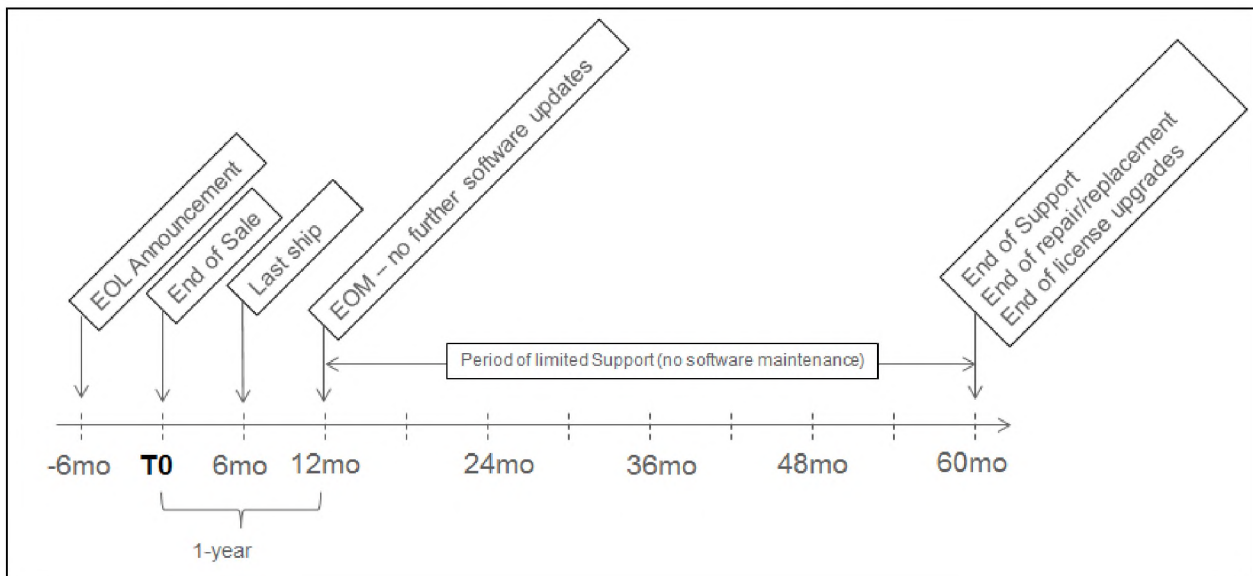 EOL Announcement
End of Sale
Last ship
EOM – no further software updates
End of Support
End of repair/replacement
End of license upgrades
Period of limited Support (no software maintenance)
-6mo T0 6mo 12mo 24mo 36mo 48mo 60mo
1-year